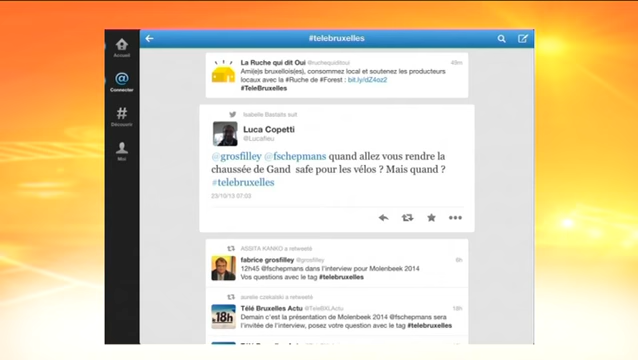 #telebruxelles
Accueil
Connecter
Découvrir
Moi
La Ruche qui dit Oui @ruchequiditoui 49m
Ami(e)s bruxellois(es), consommez local et soutenez les producteurs
locaux avec la #Ruche de #Forest : bit.ly/dZ4oz2
#TeleBruxelles
Isabelle Bastaits suit
Luca Copetti
@Lucafieu
@grosfilley @fschepmans quand allez vous rendre la
chaussée de Gand safe pour les vélos ? Mais quand ?
#telebruxelles
23/10/13 07:03
ASSITA KANKO a retweeté
fabrice grosfilley @grosfilley 8h
12h45 @fschepmans dans l'interview pour Molenbeek 2014
Vos questions avec le tag #telebruxelles
aurelie czekalski a retweeté
18h
Télé Bruxelles Actu @TeleBXLActu 18h
Demain c'est la présentation de Molenbeek 2014 @fschepmans sera
l'invitée de l'interview, posez votre question avec le tag #telebruxelles